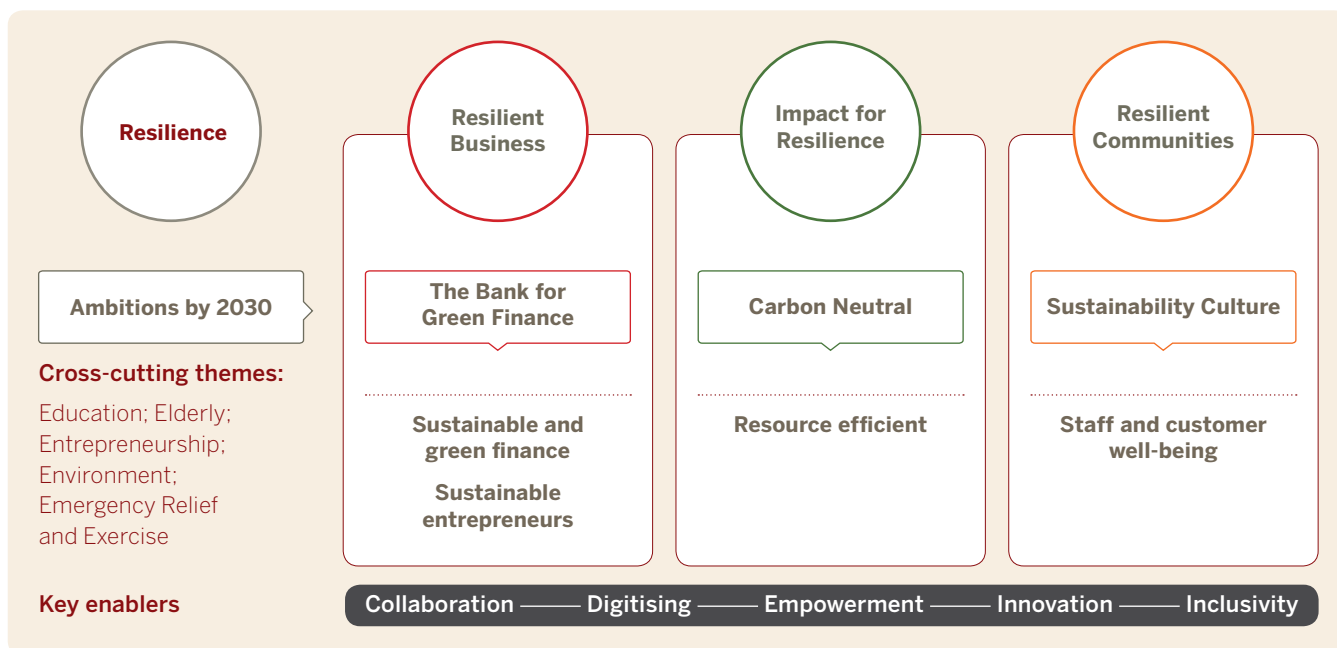 Resilience
Ambitions by 2030
Cross-cutting themes:
Education; Elderly;
Entrepreneurship;
Environment;
Emergency Relief
and Exercise
Resilient
Business
The Bank for
Green Finance
Sustainable and
green finance
Sustainable
entrepreneurs
Impact for
Resilience
Carbon Neutral
Resource efficient
Resilient
Communities
Sustainability Culture
Staff and customer
well-being
Key enablers
Collaboration — Digitising — Empowerment — Innovation — Inclusivity